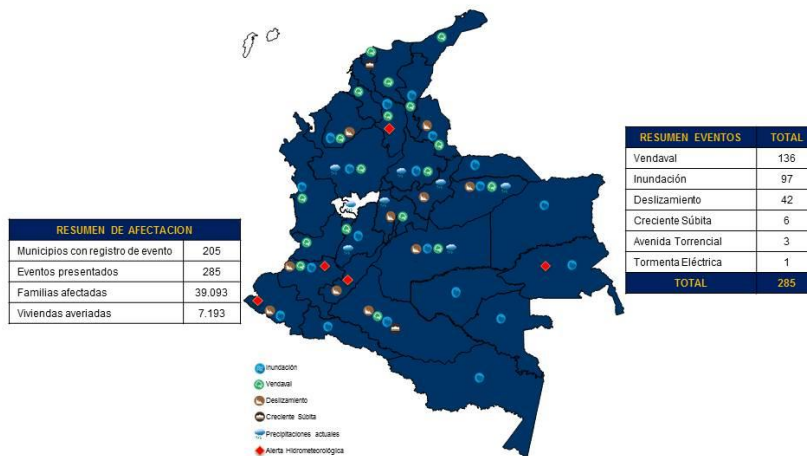 RESUMEN DE AFECTACION
Municipios con registro de evento 205
Eventos presentados 285
Familias afectadas 39.093
Viviendas averiadas 7.193
RESUMEN EVENTOS TOTAL
Vendaval 136
Inundación 97
Deslizamiento 42
Creciente Súbita 6
Avenida Torrencial 3
Tormenta Eléctrica 1
TOTAL 285
Inundación
Vendaval
Deslizamiento
Creciente Súbita
Precipitaciones actuales
Alerta Hidrometeorológica